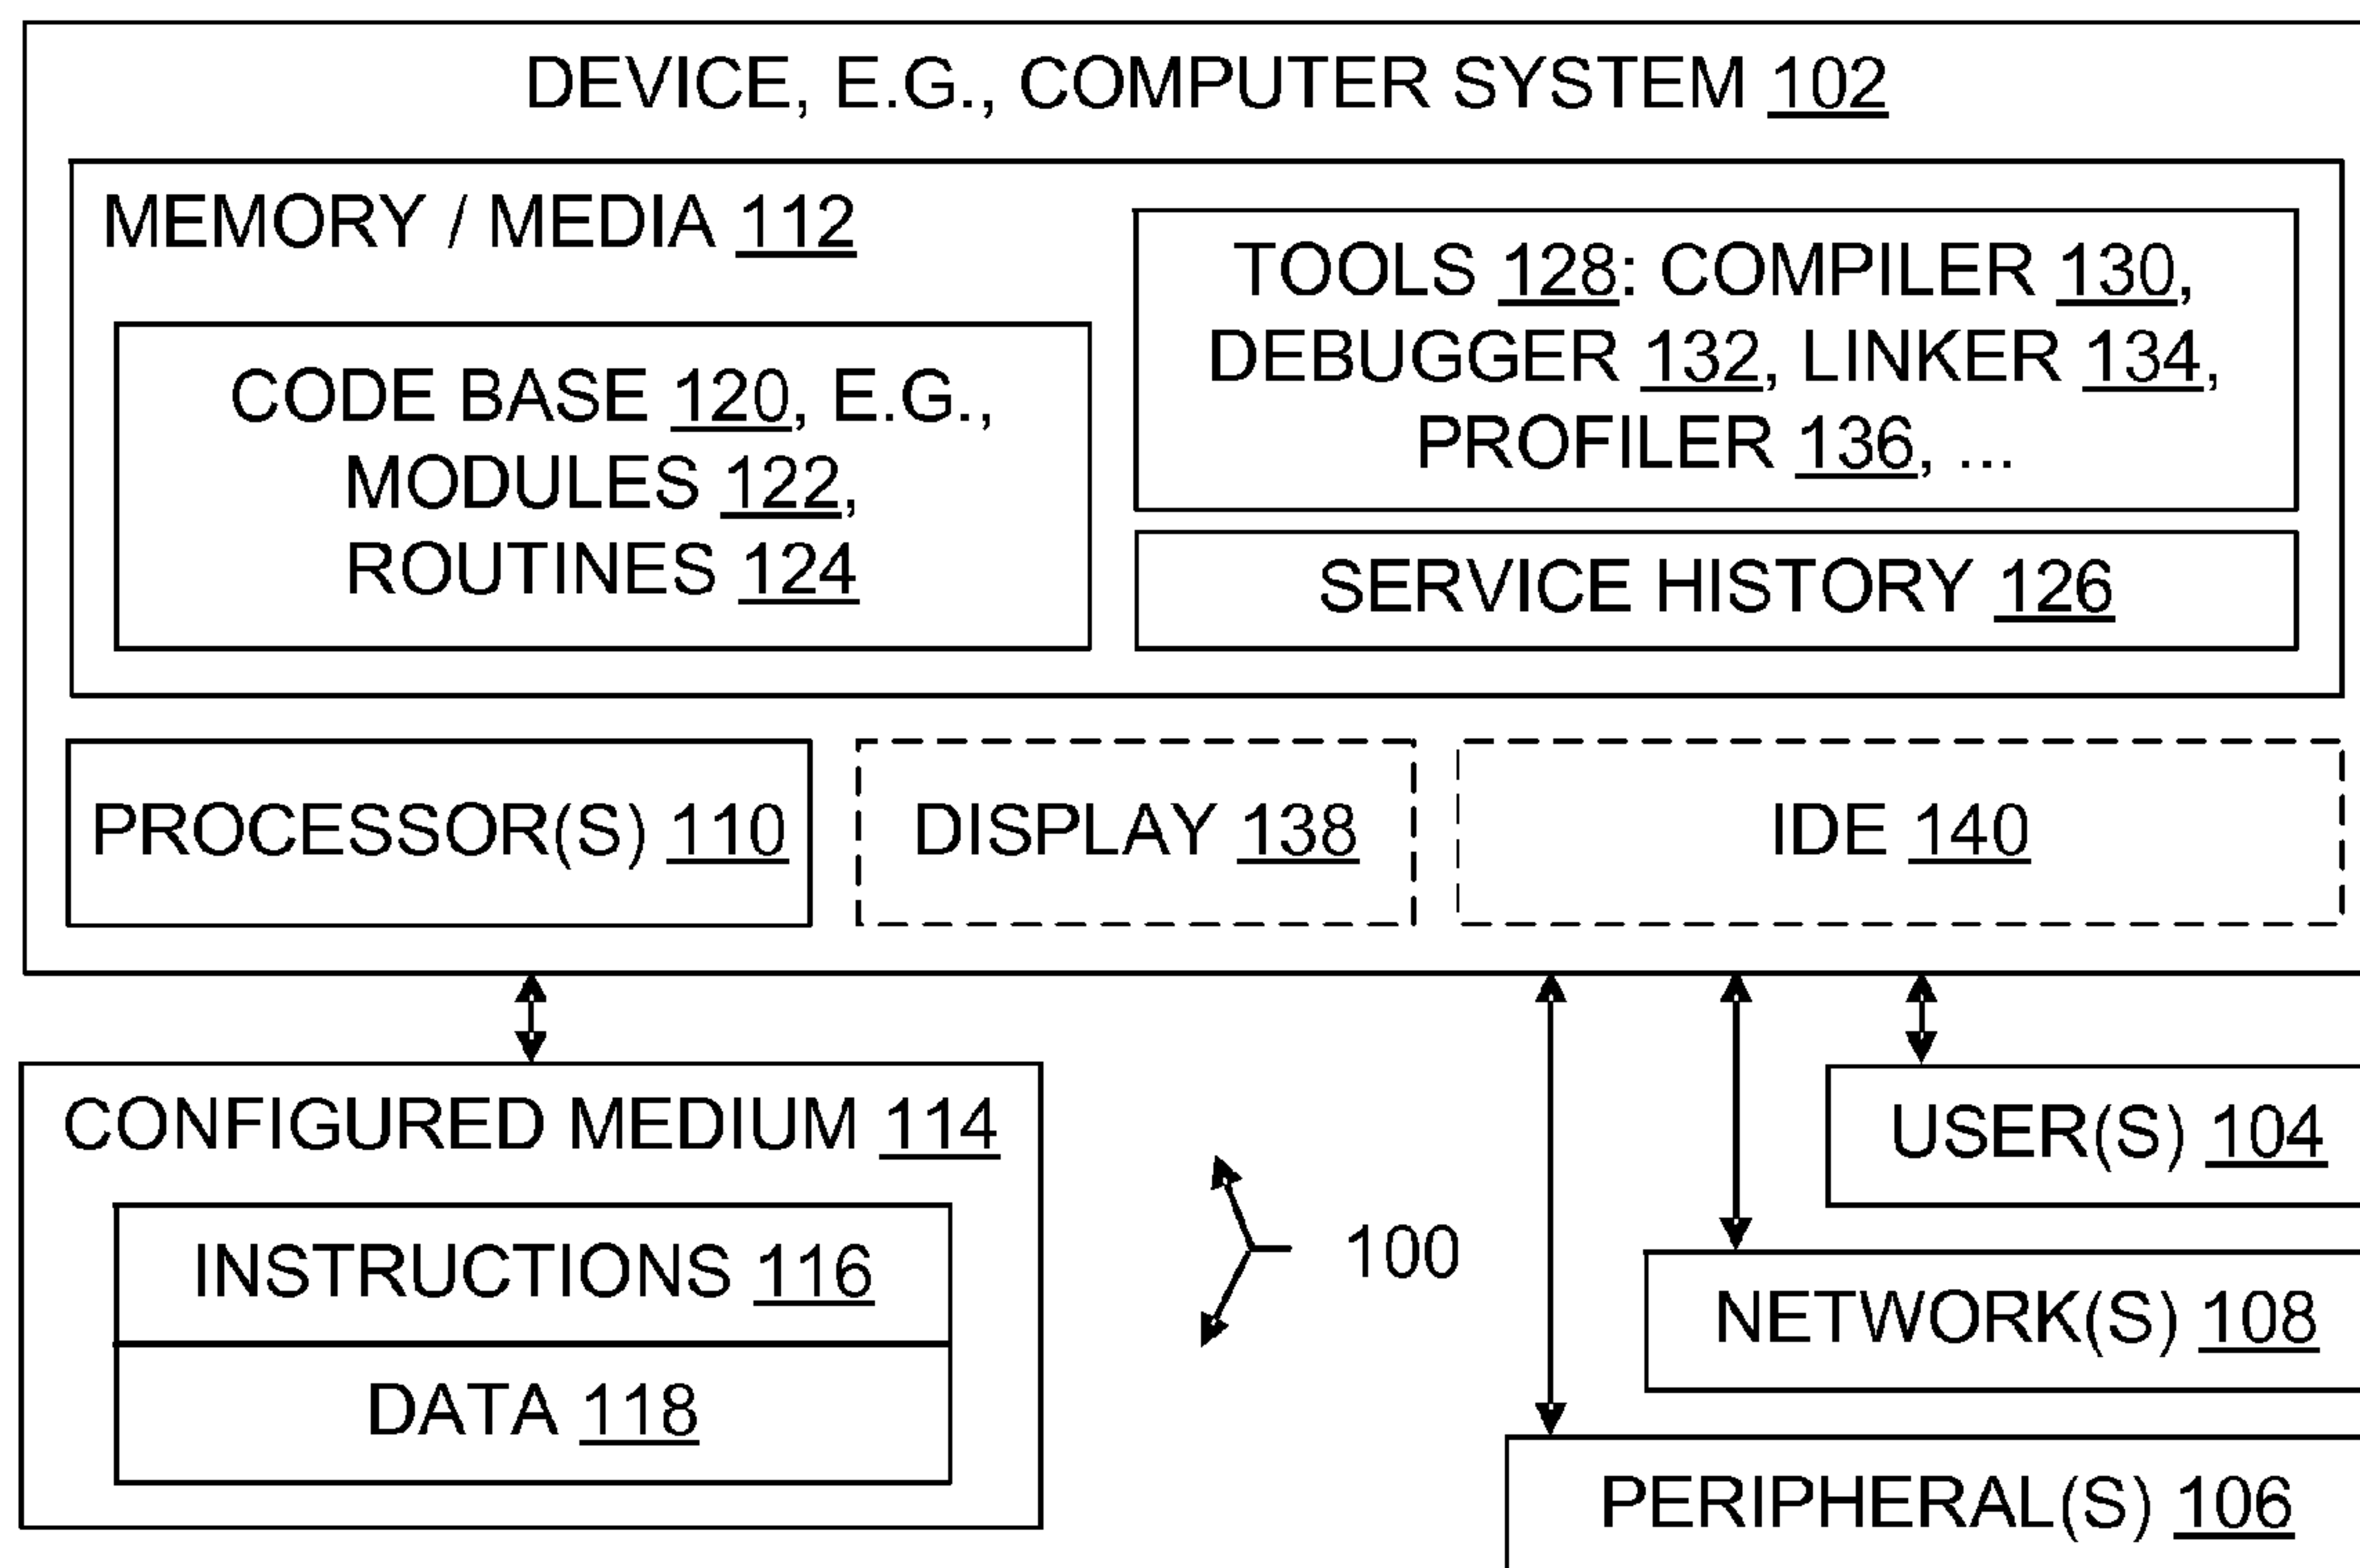 DEVICE, E.G., COMPUTER SYSTEM 102
MEMORY / MEDIA 112
CODE BASE 120, E.G.,
MODULES 122,
ROUTINES 124
TOOLS 128: COMPILER 130,
DEBUGGER 132, LINKER 134,
PROFILER 136, ...
SERVICE HISTORY 126
PROCESSOR(S) 110
DISPLAY 138
IDE 140
CONFIGURED MEDIUM 114
INSTRUCTIONS 116
DATA 118
100
USER(S) 104
NETWORK(S) 108
PERIPHERAL(S) 106